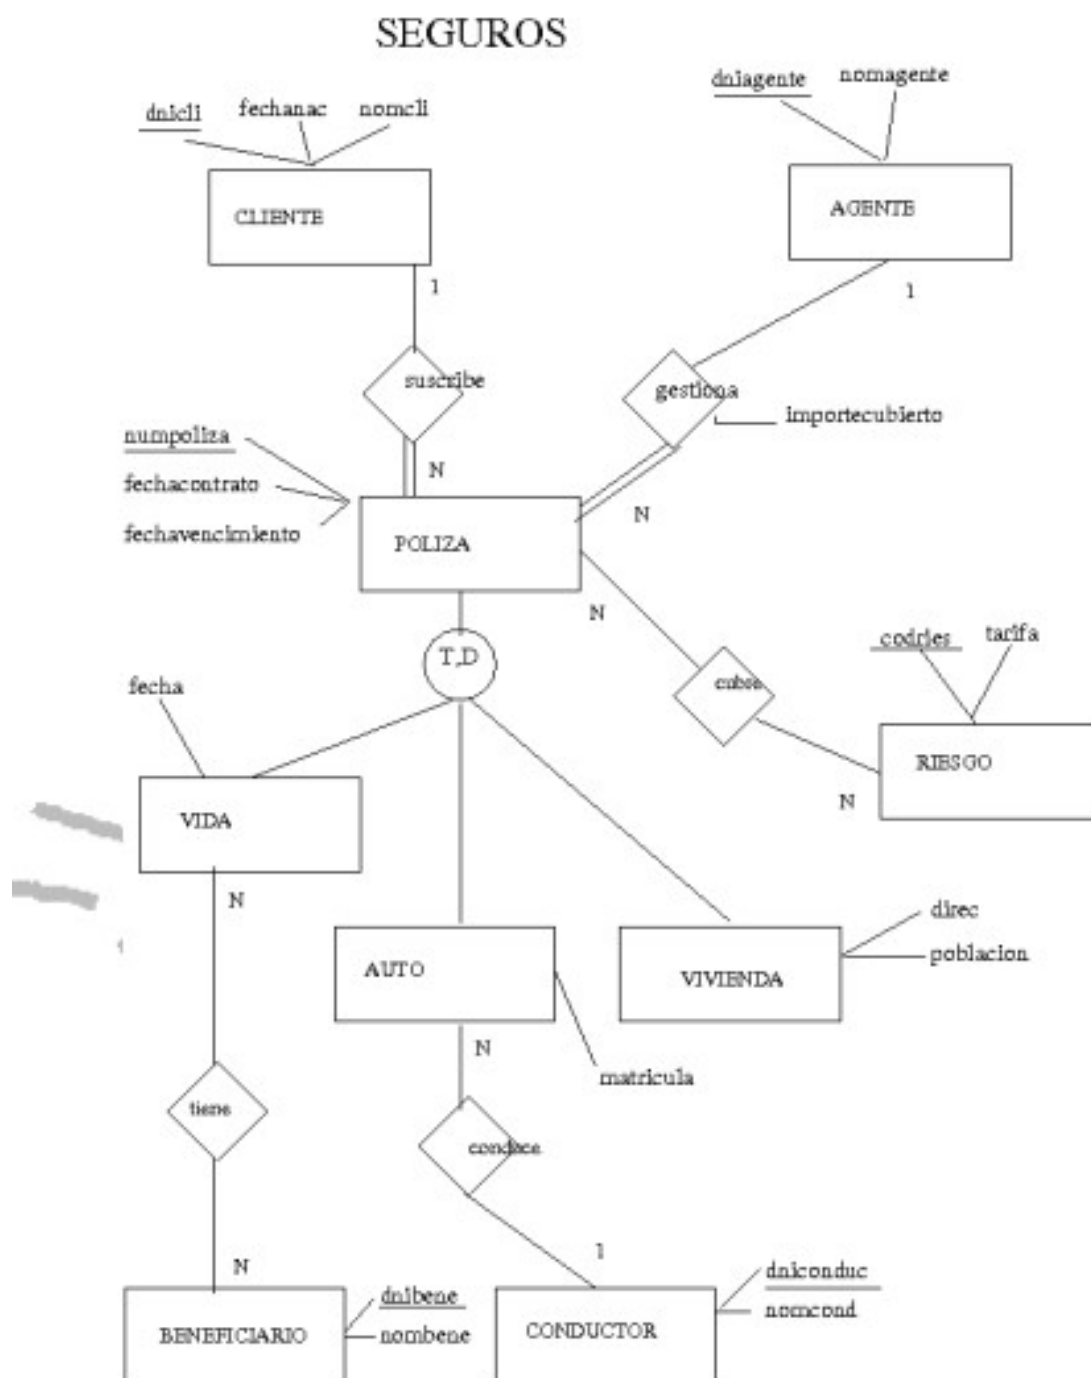 SEGUROS
dnicli
fechanac
nomcli
dniagente
nomagente
CLIENTE
AGENTE
1
1
suscribe
gestiona
importecubierto
numpoliza
fechacontrato
fechavencimiento
N
N
POLIZA
N
T,D
codries
tarifa
cubre
fecha
RIESGO
N
VIDA
N
direc
poblacion
AUTO
VIVIENDA
N
matricula
tiene
conduce
N
1
dniconduc
nomcond
dnibene
nombene
BENEFICIARIO
CONDUCTOR